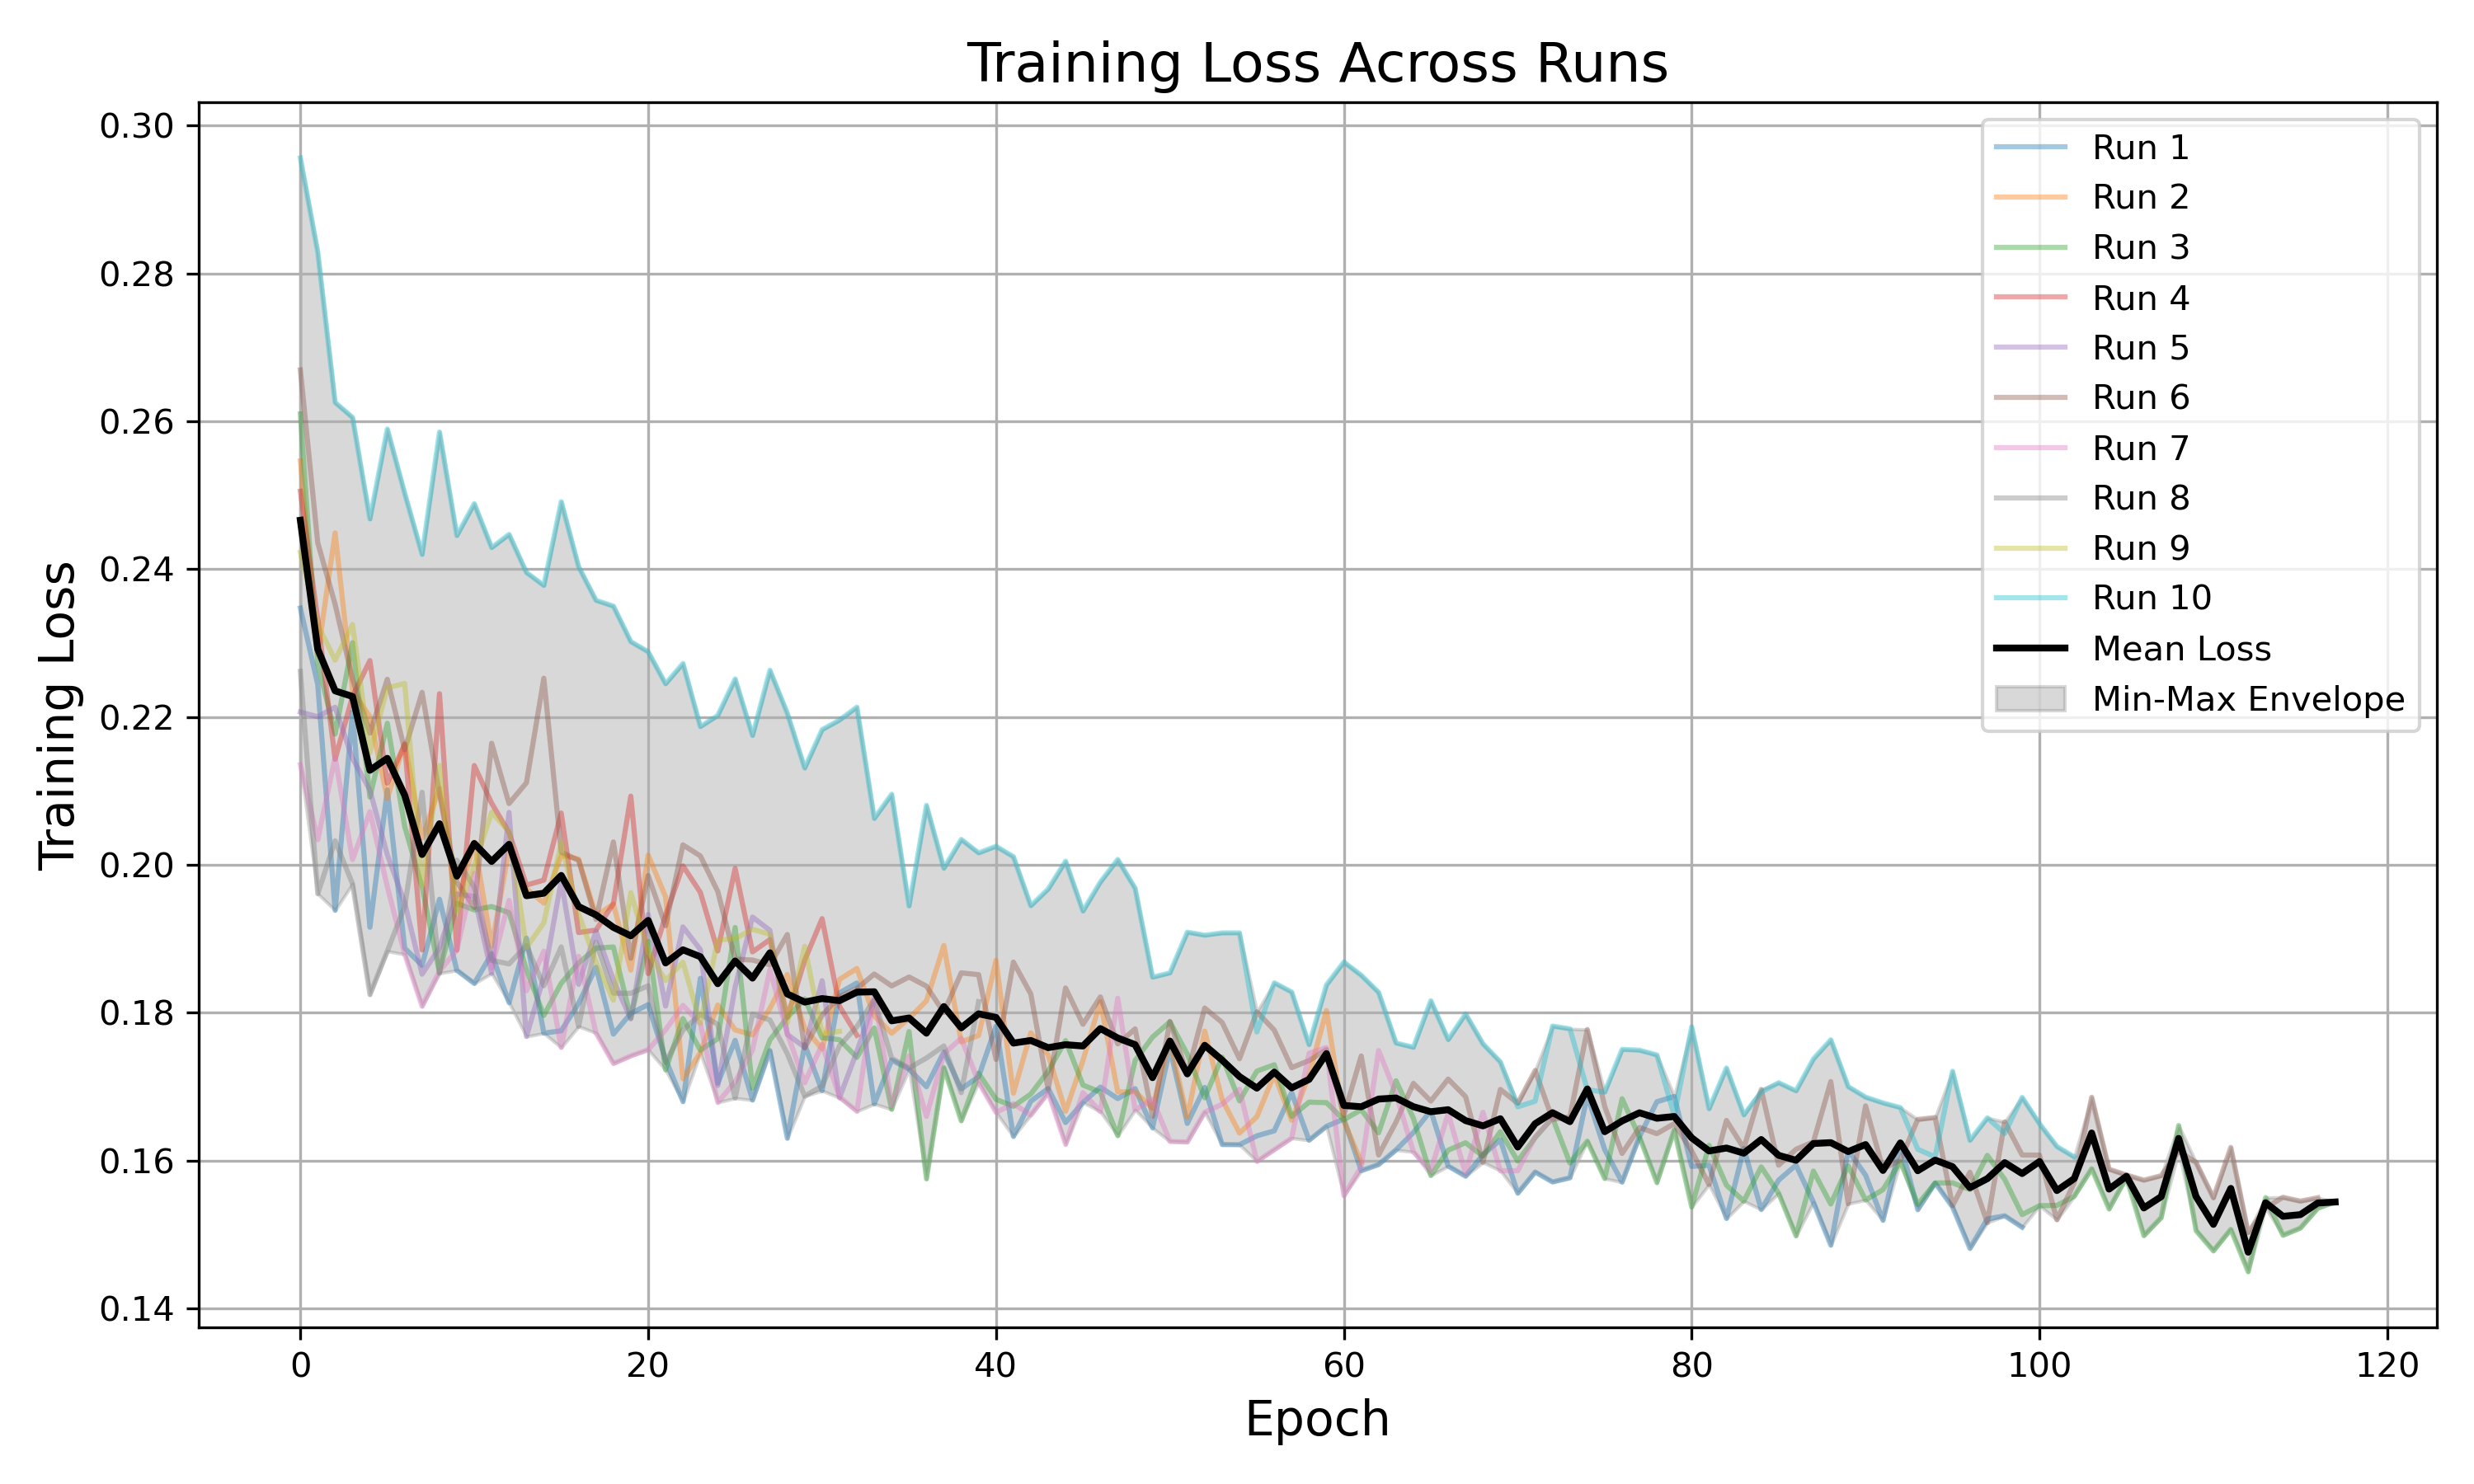 Training Loss Across Runs
Training Loss
0.30
0.28
0.26
0.24
0.22
0.20
0.18
0.16
0.14
Run 1
Run 2
Run 3
Run 4
Run 5
Run 6
Run 7
Run 8
Run 9
Run 10
Mean Loss
Min-Max Envelope
0 20 40 60 80 100 120
Epoch